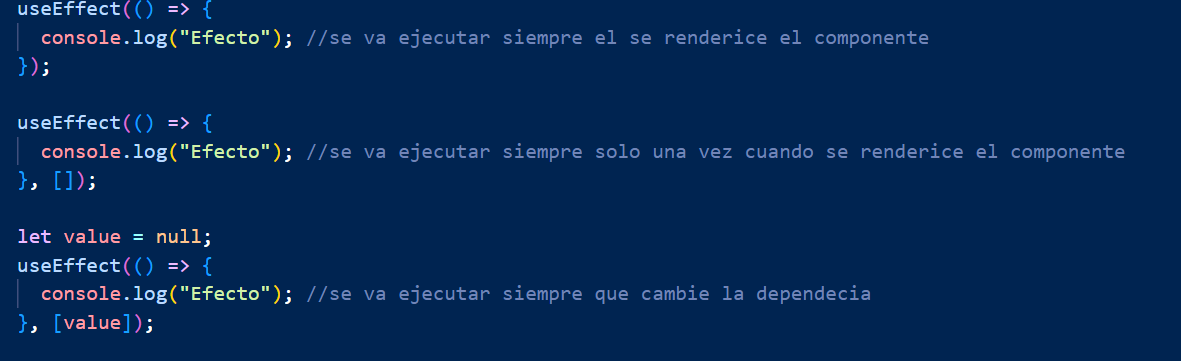 useEffect(() => {
  console.log("Efecto"); //se va ejecutar siempre el se renderice el componente
});

useEffect(() => {
  console.log("Efecto"); //se va ejecutar siempre solo una vez cuando se renderice el componente
}, []);

let value = null;
useEffect(() => {
  console.log("Efecto"); //se va ejecutar siempre que cambie la dependecia
}, [value]);